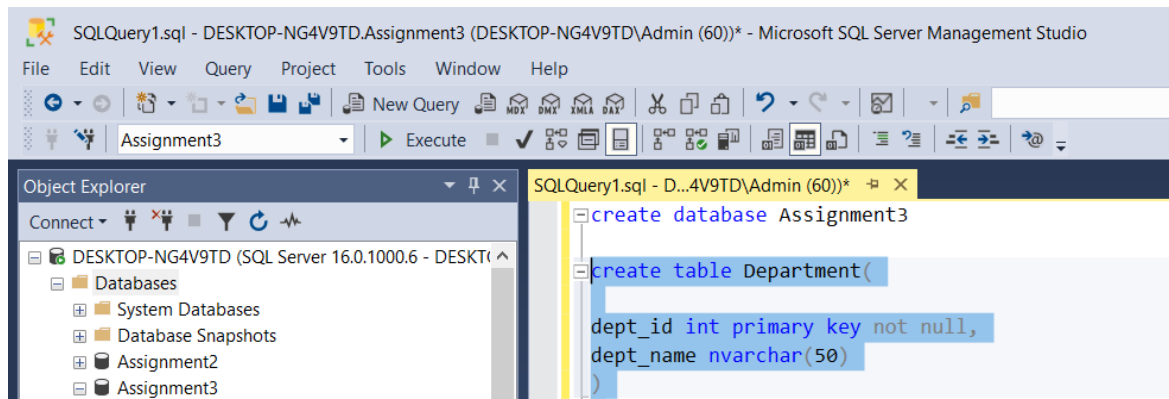 SQLQuery1.sql - DESKTOP-NG4V9TD.Assignment3 (DESKTOP-NG4V9TD\Admin (60))* - Microsoft SQL Server Management Studio
File Edit View Query Project Tools Window Help
New Query MDX DMX XMLA DAX
Assignment3 Execute
Object Explorer
Connect
DESKTOP-NG4V9TD (SQL Server 16.0.1000.6 - DESKT
Databases
System Databases
Database Snapshots
Assignment2
Assignment3
SQLQuery1.sql - D...4V9TD\Admin (60))*
create database Assignment3
create table Department(
dept_id int primary key not null,
dept_name nvarchar(50)
)